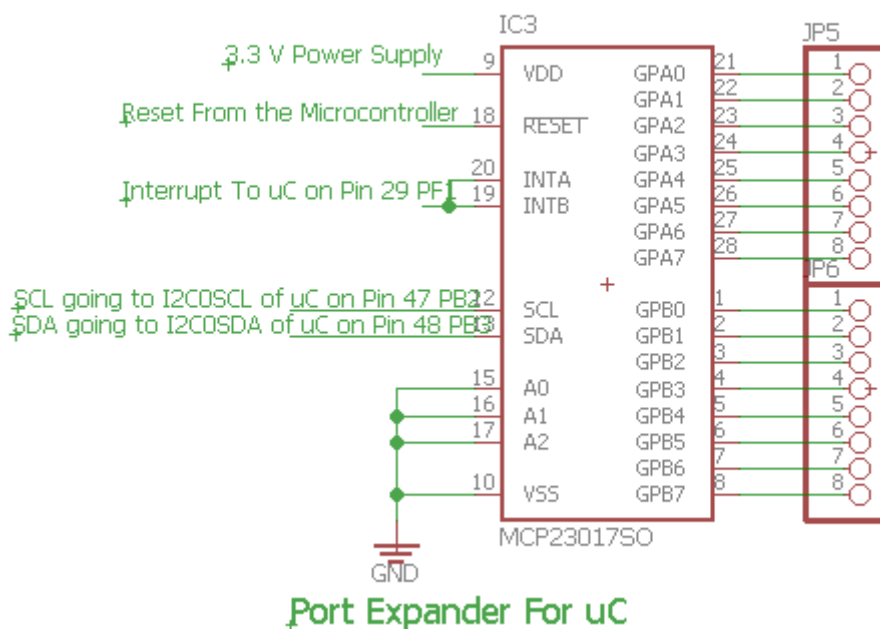 IC3
JP5
3.3 V Power Supply
9
VDD
GPA0
21
1
GPA1
22
2
Reset From the Microcontroller
18
RESET
GPA2
23
3
GPA3
24
4
20
INTA
GPA4
25
5
Interrupt To uC on Pin 29 PF1
19
INTB
GPA5
26
6
GPA6
27
7
GPA7
28
8
JP6
SCL going to I2C0SCL of uC on Pin 47 PB2
12
SCL
GPB0
1
1
SDA going to I2C0SDA of uC on Pin 48 PB3
13
SDA
GPB1
2
2
GPB2
3
3
15
A0
GPB3
4
4
16
A1
GPB4
5
5
17
A2
GPB5
6
6
GPB6
7
7
10
VSS
GPB7
8
8
MCP23017SO
GND
Port Expander For uC